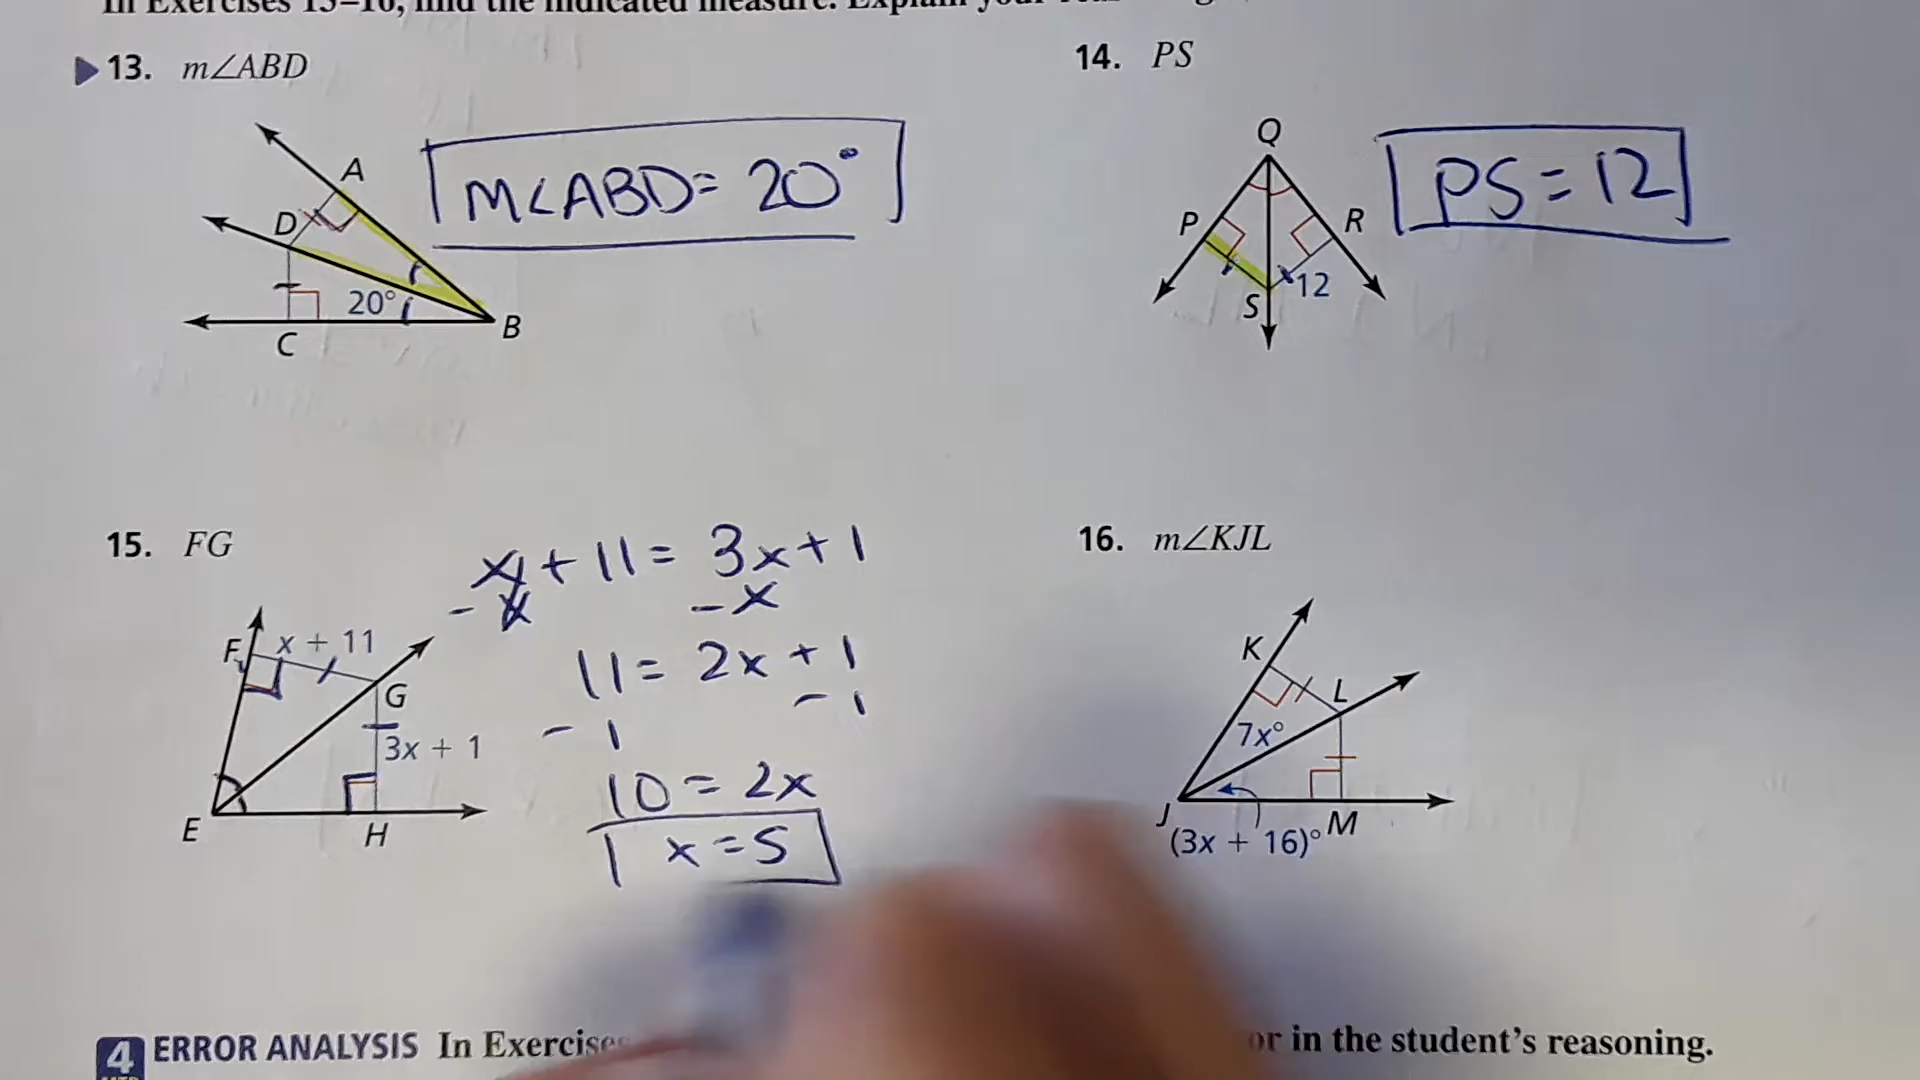 13. m∠ABD
A
D
20°
C
B
m∠ABD = 20°
14. PS
Q
P
R
S
12
PS = 12
15. FG
F
x + 11
G
3x + 1
E
H
x + 11 = 3x + 1
- x - x
11 = 2x + 1
- 1 - 1
10 = 2x
x = 5
16. m∠KJL
K
L
7x°
J
M
(3x + 16)°
4 ERROR ANALYSIS In Exercises
or in the student's reasoning.